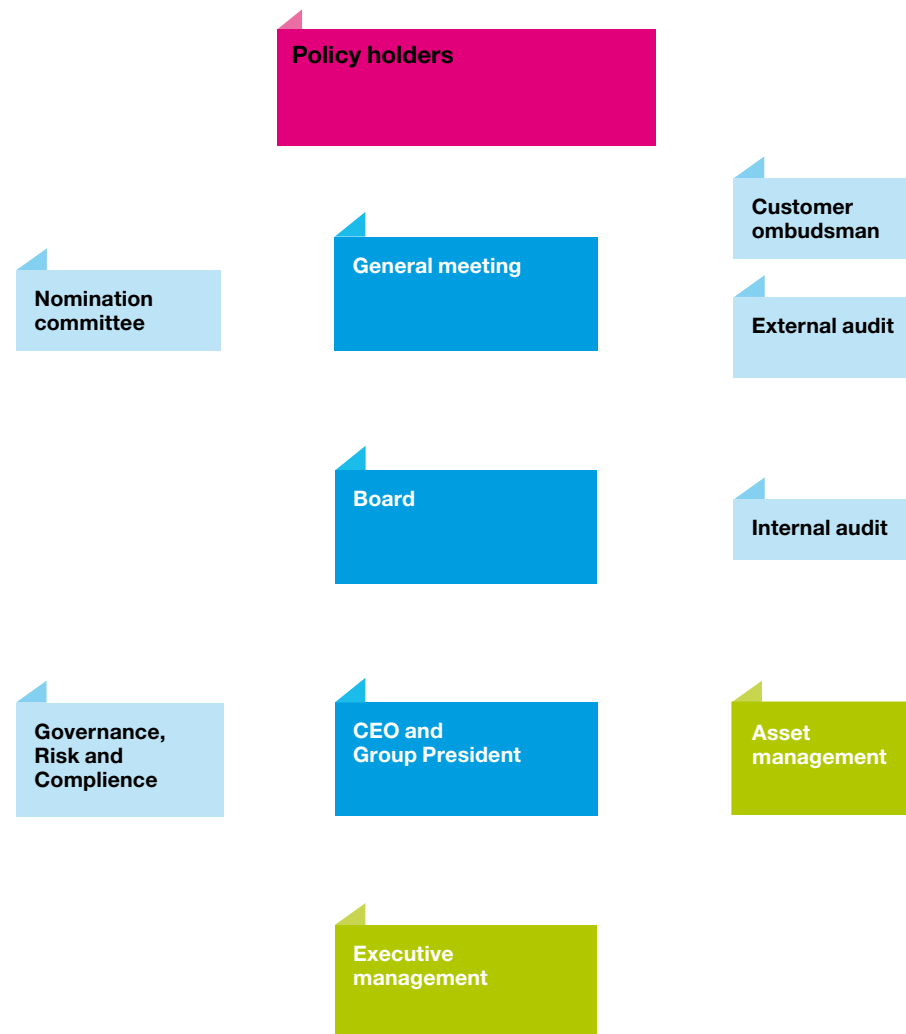 Policy holders
Customer
ombudsman
General meeting
Nomination
committee
External audit
Board
Internal audit
Governance,
Risk and
Complience
CEO and
Group President
Asset
management
Executive
management